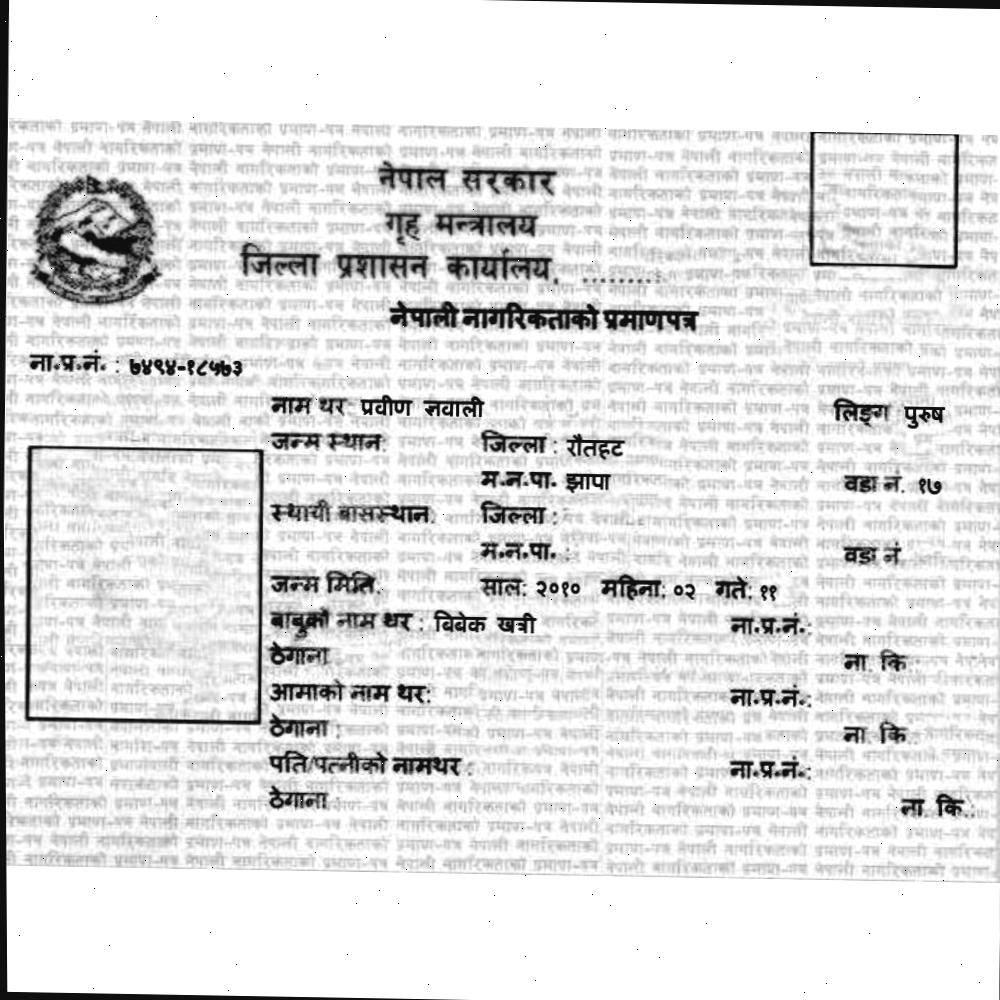 नेपाल सरकार
गृह मन्त्रालय
जिल्ला प्रशासन कार्यालय, .........
नेपाली नागरिकताको प्रमाणपत्र
ना.प्र.नं. : ७४९४-१८५७३
नाम थर: प्रवीण ज्ञवाली लिङ्ग: पुरुष
जन्म स्थान: जिल्ला : रौतहट
म.न.पा. झापा वडा नं. १७
स्थायी बासस्थान: जिल्ला :
म.न.पा. : वडा नं
जन्म मिति: साल: २०१० महिना: ०२ गते: ११
बाबुको नाम थर : बिबेक खत्री ना.प्र.नं.:
ठेगाना : ना. कि.:
आमाको नाम थर: ना.प्र.नं.:
ठेगाना : ना. कि.:
पति/पत्नीको नामथर : ना.प्र.नं.:
ठेगाना : ना. कि.: